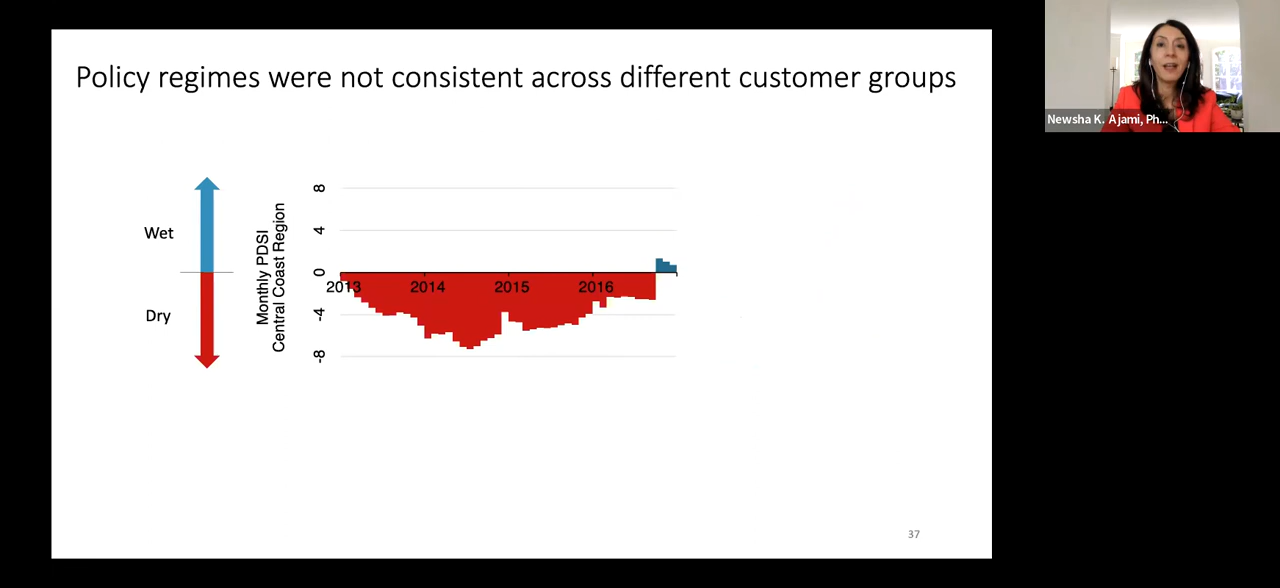 Policy regimes were not consistent across different customer groups
Newsha K. Ajami, Ph...
Wet
Dry
Monthly PDSI
Central Coast Region
8
4
0
-4
-8
2013
2014
2015
2016
37